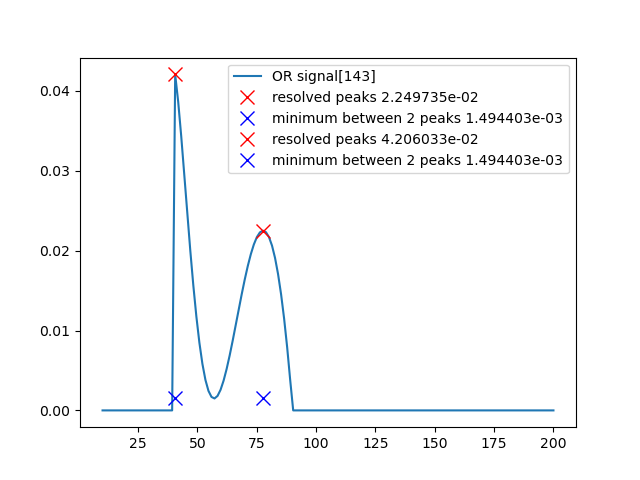 OR signal[143]
resolved peaks 2.249735e-02
minimum between 2 peaks 1.494403e-03
resolved peaks 4.206033e-02
minimum between 2 peaks 1.494403e-03
0.04
0.03
0.02
0.01
0.00
25 50 75 100 125 150 175 200